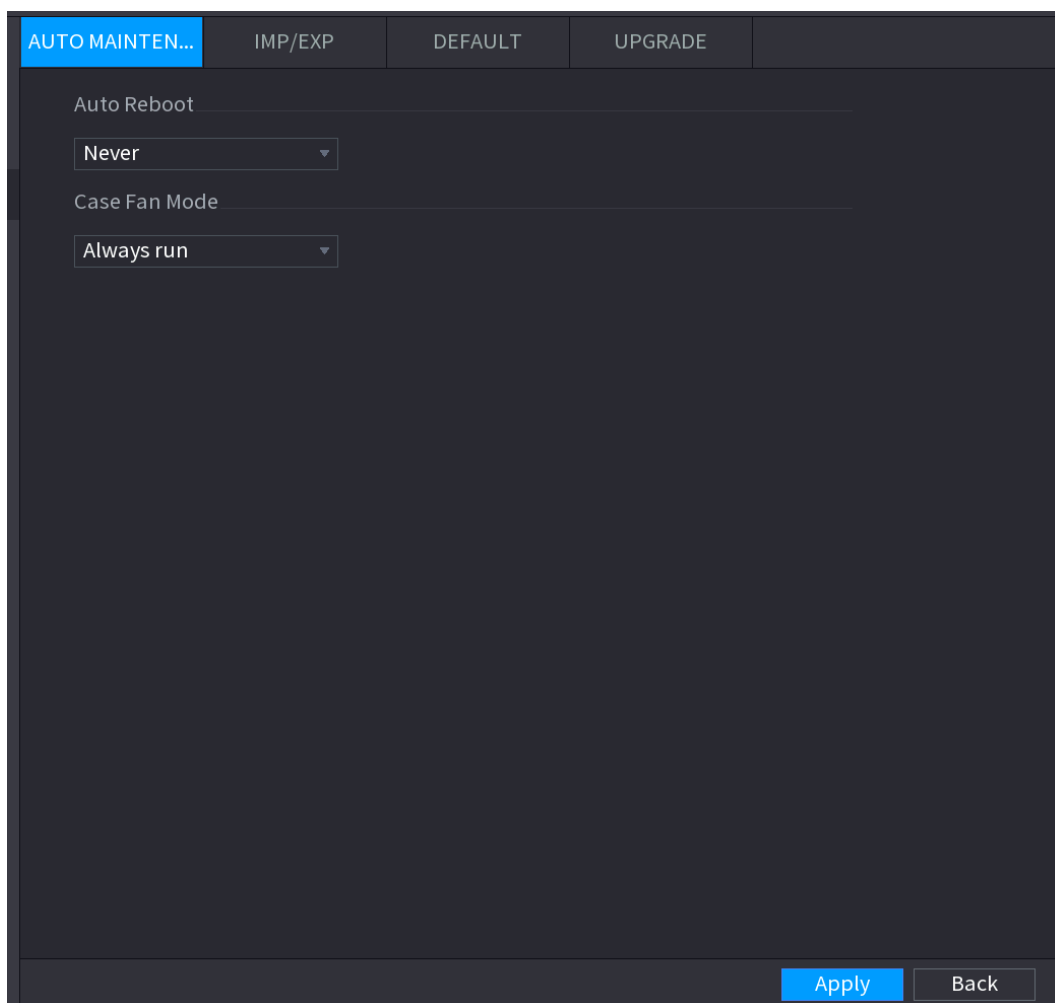 AUTO MAINTEN... IMP/EXP DEFAULT UPGRADE
Auto Reboot
Never
Case Fan Mode
Always run
Apply Back